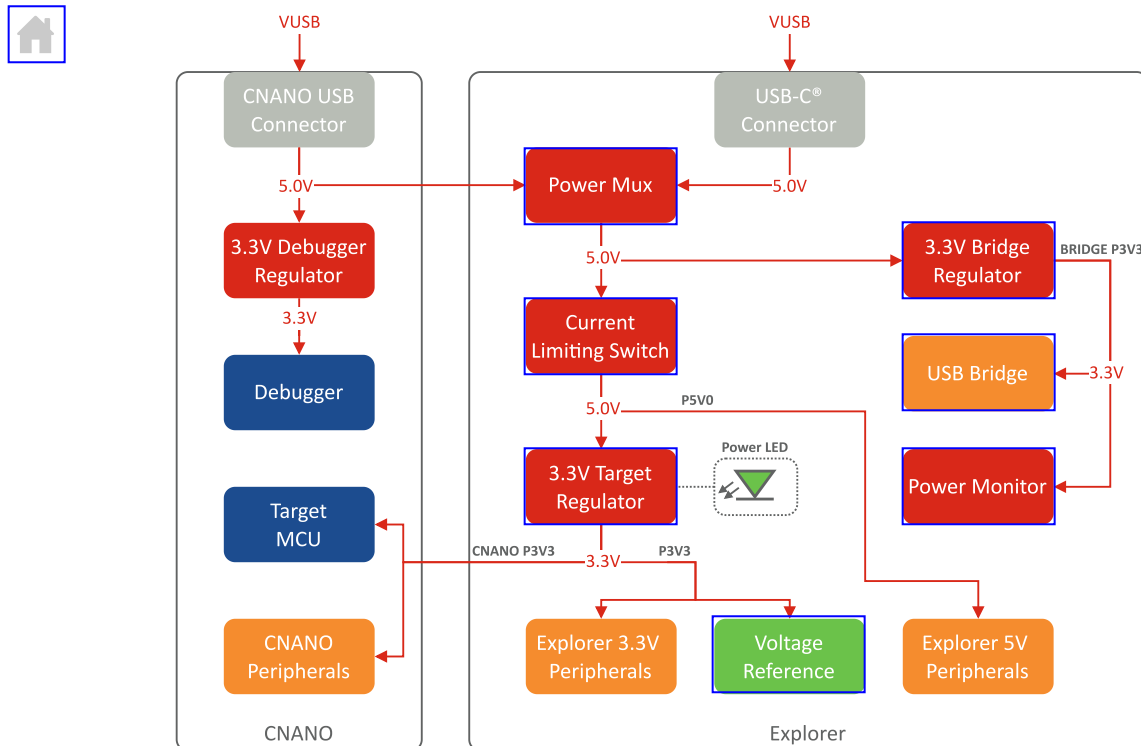 VUSB
VUSB
CNANO USB
Connector
USB-C®
Connector
5.0V
Power Mux
5.0V
3.3V Debugger
Regulator
5.0V
3.3V Bridge
Regulator
BRIDGE P3V3
3.3V
Current
Limiting Switch
Debugger
USB Bridge
3.3V
5.0V
P5V0
Power LED
3.3V Target
Regulator
Power Monitor
Target
MCU
CNANO P3V3
3.3V
P3V3
CNANO
Peripherals
Explorer 3.3V
Peripherals
Voltage
Reference
Explorer 5V
Peripherals
CNANO
Explorer